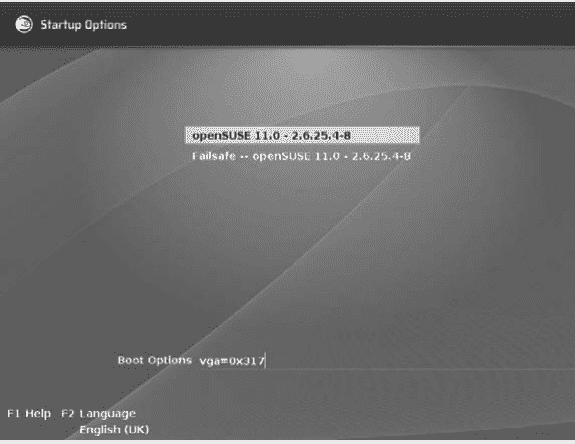 Startup Options
openSUSE 11.0 - 2.6.25.4-8
Failsafe -- openSUSE 11.0 - 2.6.25.4-8
Boot Options vga=0x317
F1 Help F2 Language
English (UK)